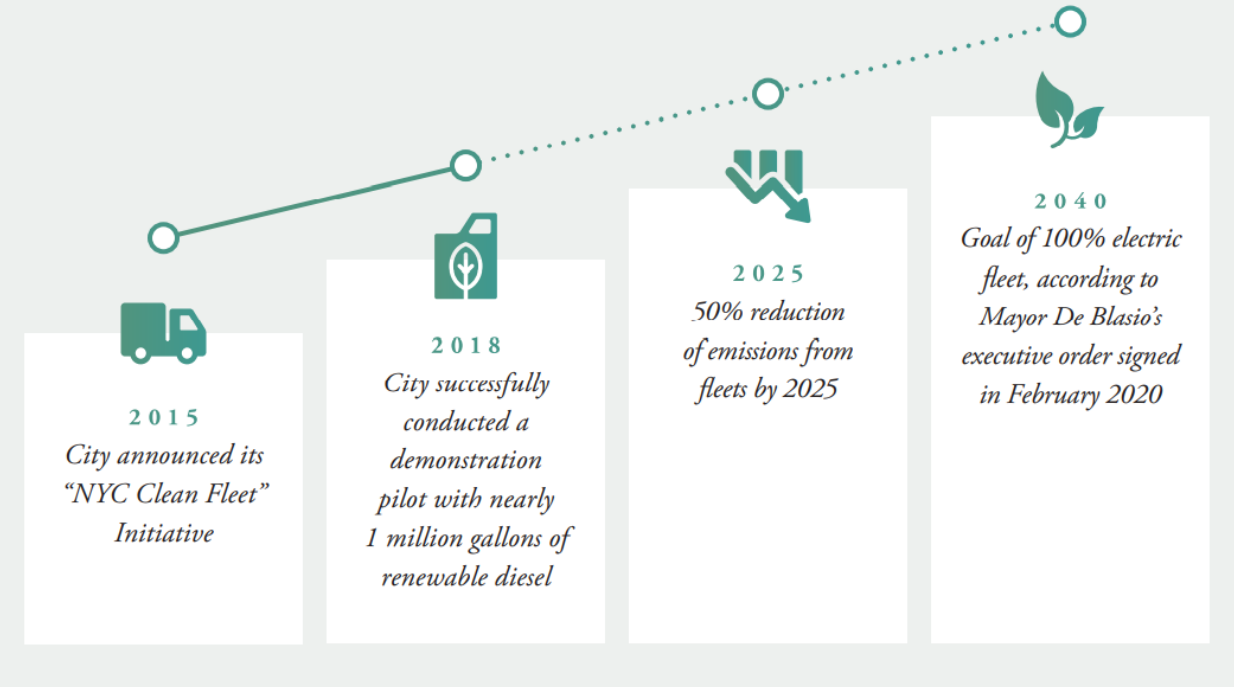 2015
City announced its
“NYC Clean Fleet”
Initiative
2018
City successfully
conducted a
demonstration
pilot with nearly
1 million gallons of
renewable diesel
2025
50% reduction
of emissions from
fleets by 2025
2040
Goal of 100% electric
fleet, according to
Mayor De Blasio’s
executive order signed
in February 2020